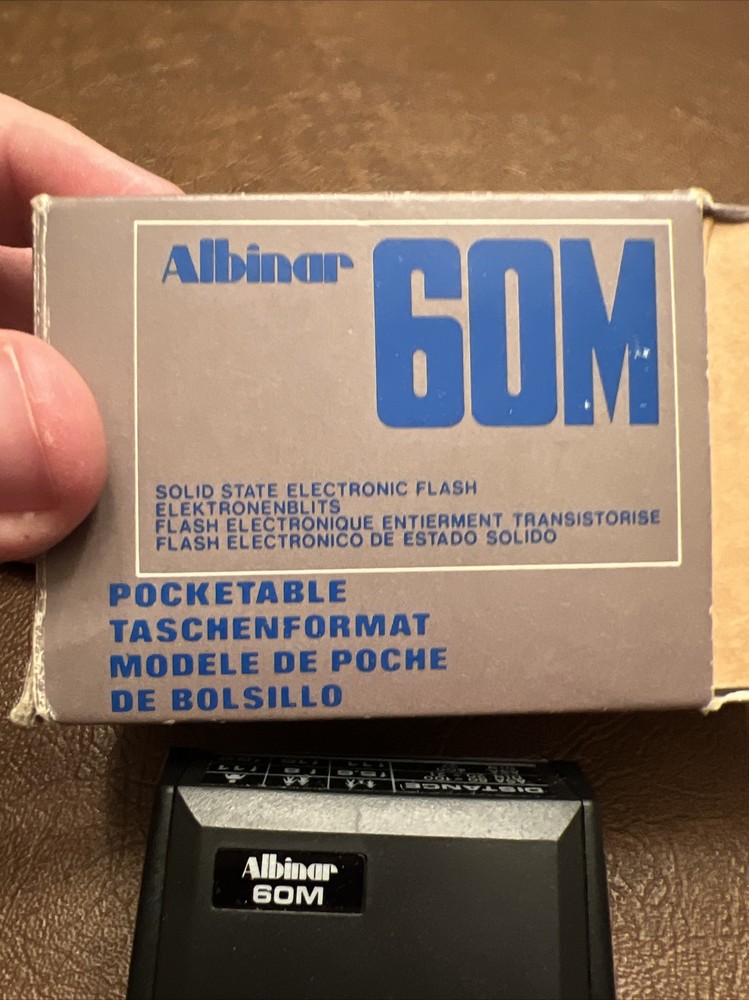 Albinar 60M
SOLID STATE ELECTRONIC FLASH
ELEKTRONENBLITS
FLASH ELECTRONIQUE ENTIERMENT TRANSISTORISE
FLASH ELECTRONICO DE ESTADO SOLIDO
POCKETABLE
TASCHENFORMAT
MODELE DE POCHE
DE BOLSILLO
DISTANCE
Albinar
60M